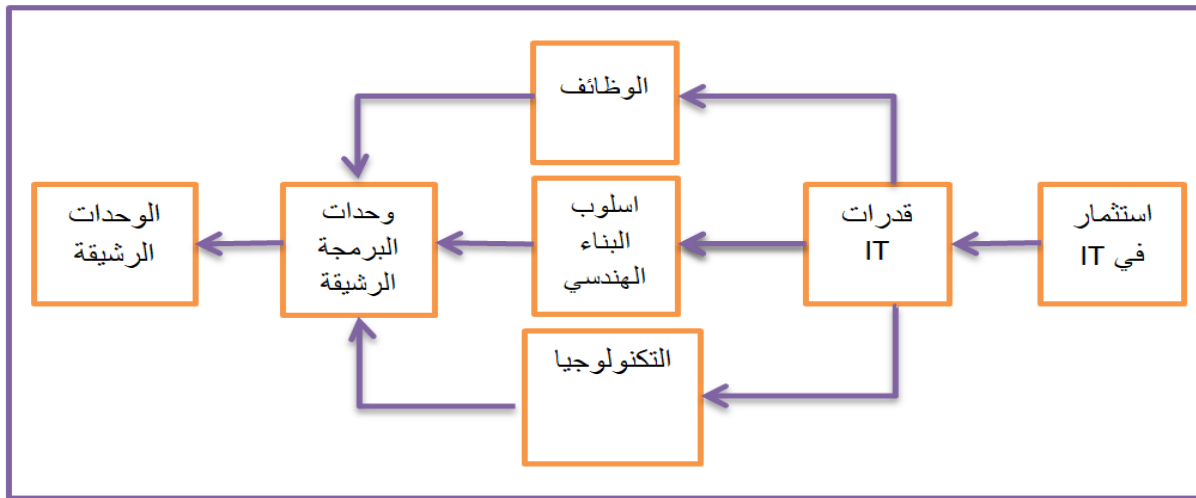 الوظائف
استثمار
في IT
قدرات
IT
اسلوب
البناء
الهندسي
وحدات
البرمجة
الرشيقة
الوحدات
الرشيقة
التكنولوجيا